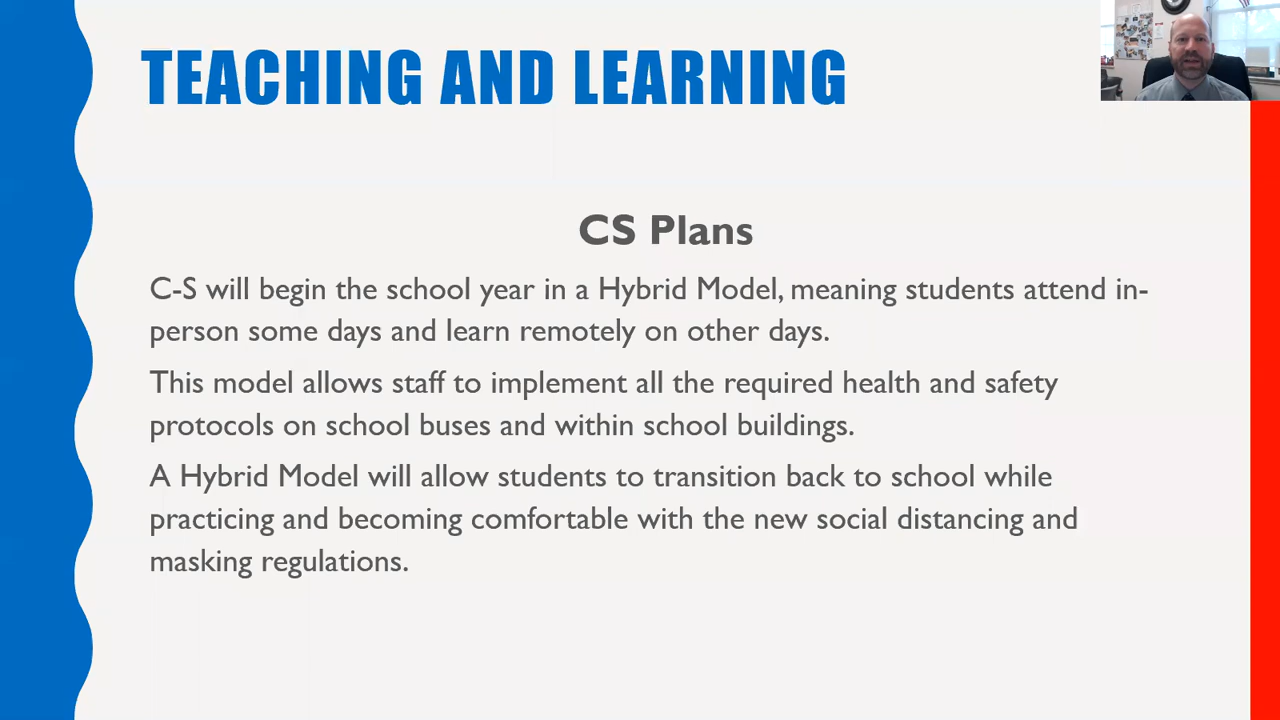 TEACHING AND LEARNING
CS Plans
C-S will begin the school year in a Hybrid Model, meaning students attend in-
person some days and learn remotely on other days.
This model allows staff to implement all the required health and safety
protocols on school buses and within school buildings.
A Hybrid Model will allow students to transition back to school while
practicing and becoming comfortable with the new social distancing and
masking regulations.